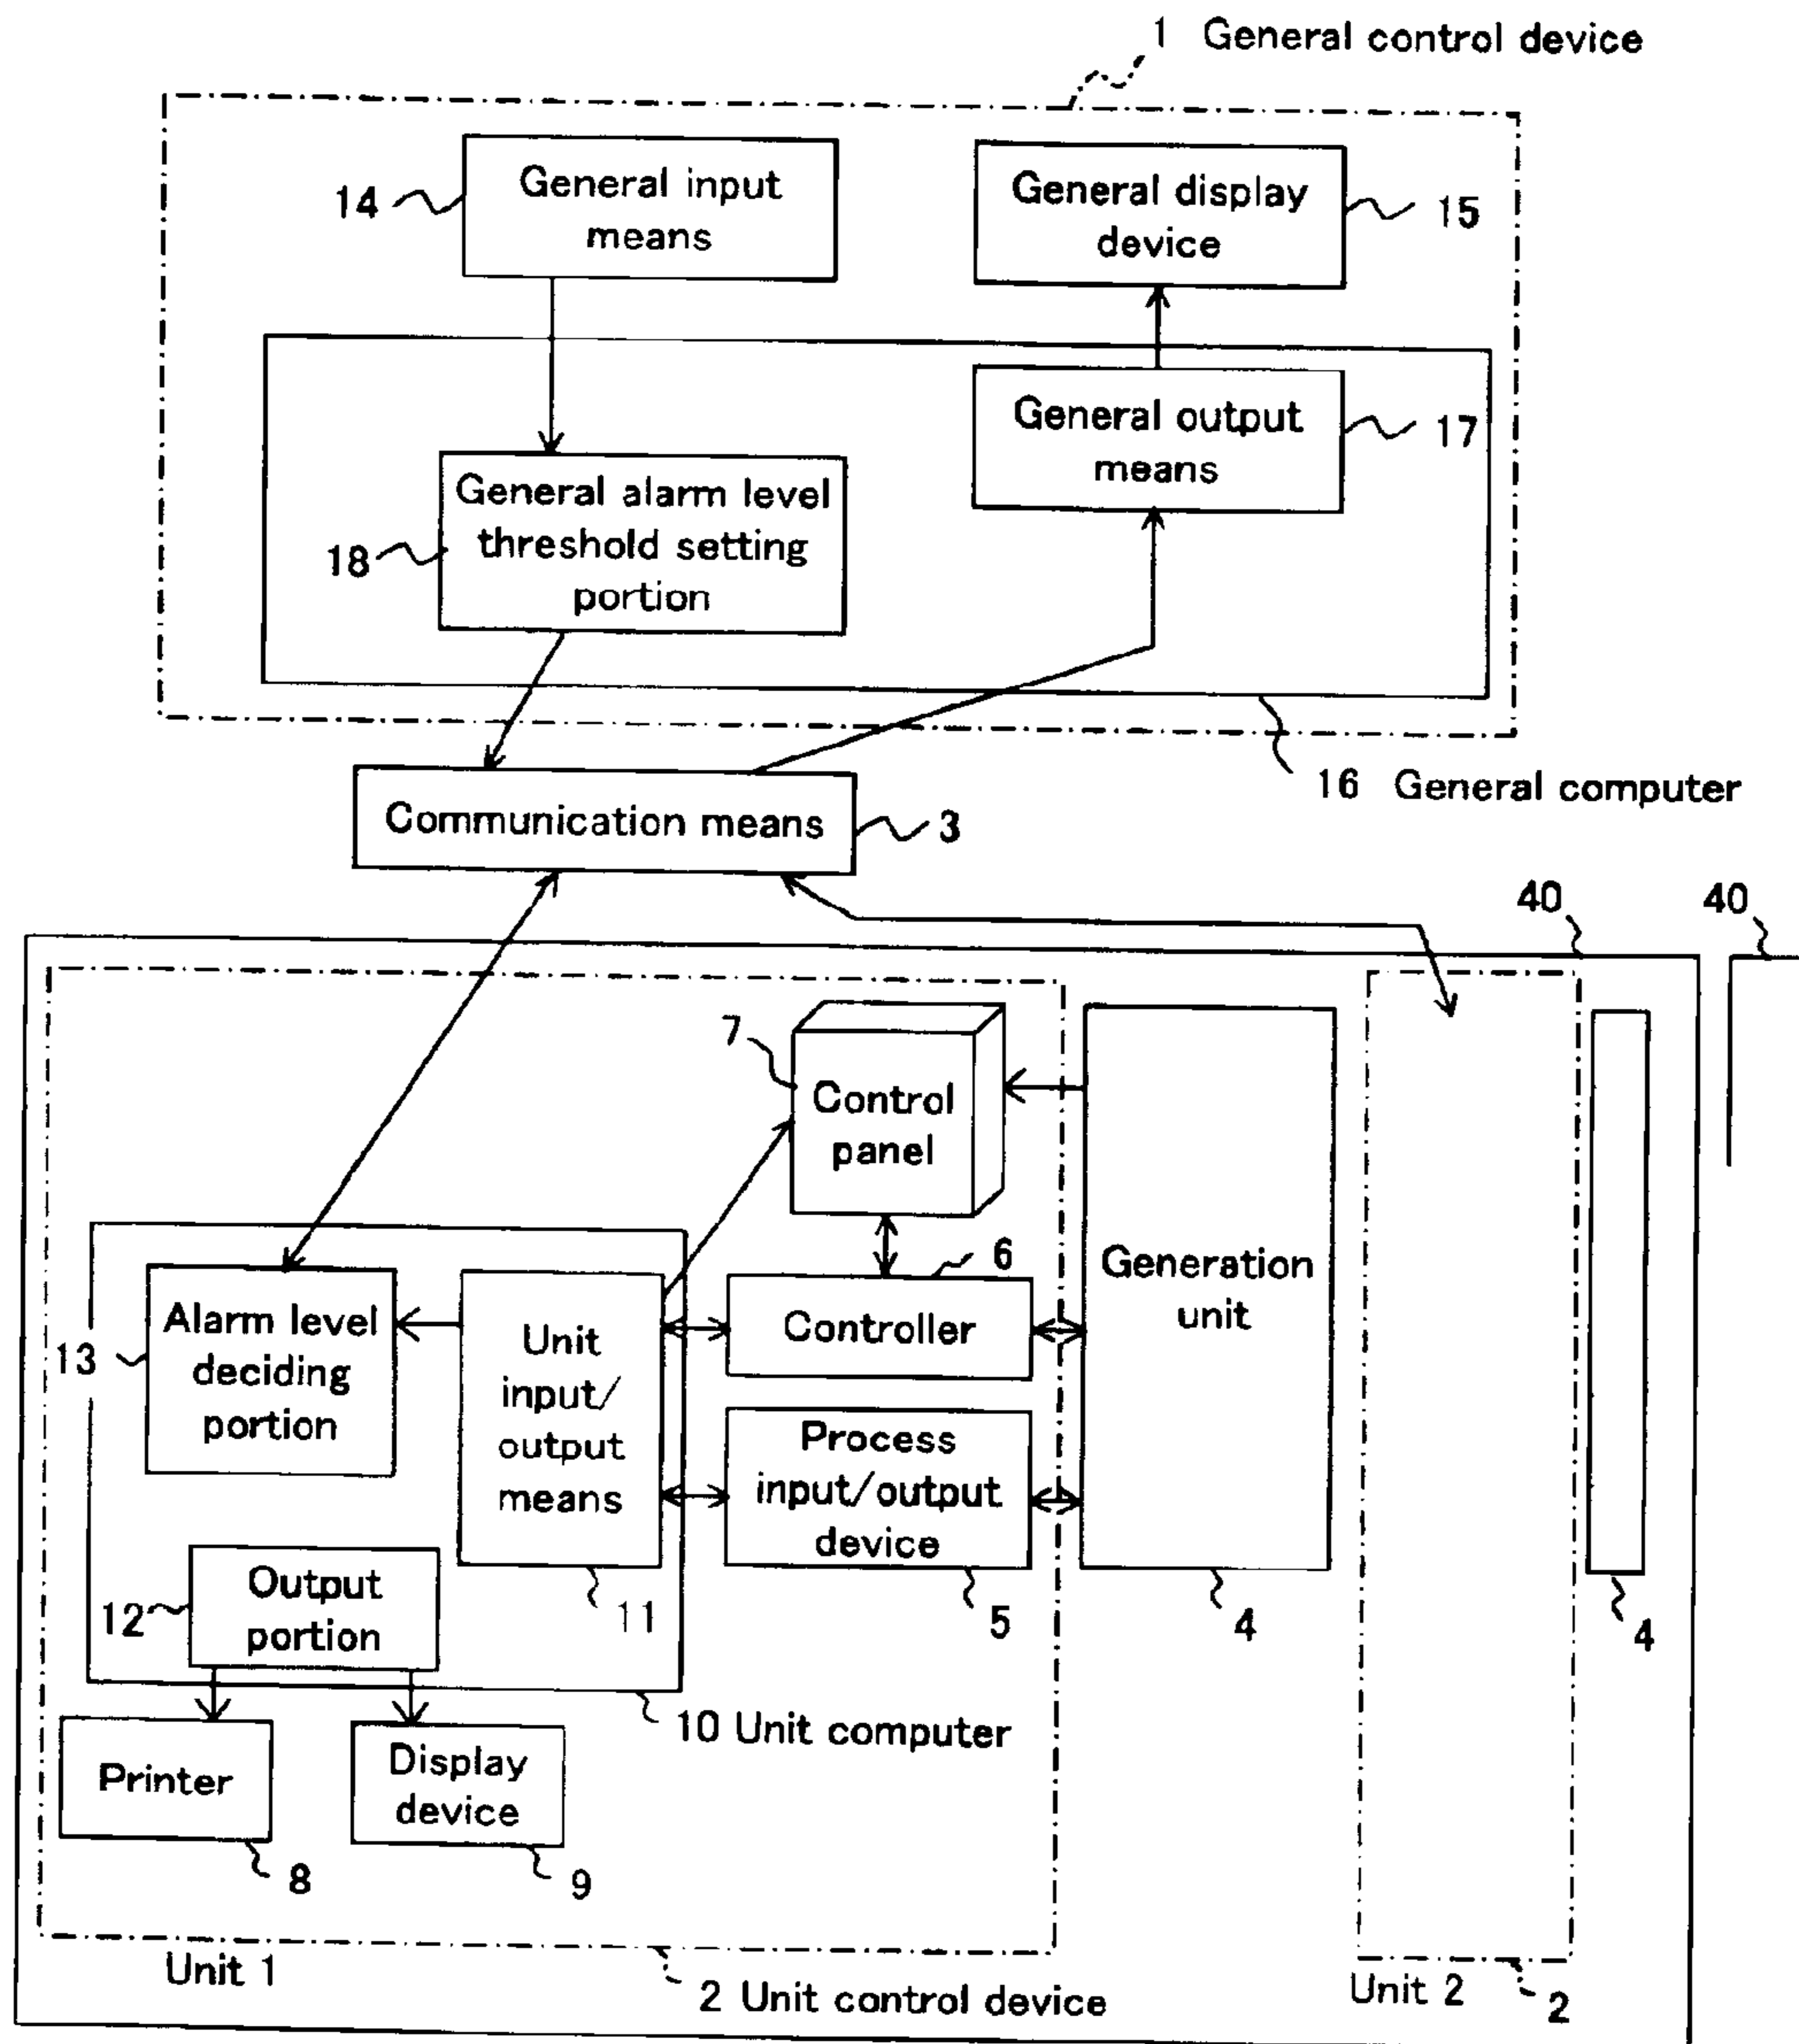 1 General control device
14
General input
means
General display
device
15
General output
means
17
General alarm level
threshold setting
portion
18
16 General computer
Communication means
3
40
40
7
Control
panel
6
Controller
Generation
unit
13
Alarm level
deciding
portion
Unit
input/
output
means
Process
input/output
device
12
Output
portion
11
5
4
4
10 Unit computer
Printer
Display
device
8
9
Unit 1
2 Unit control device
Unit 2
2